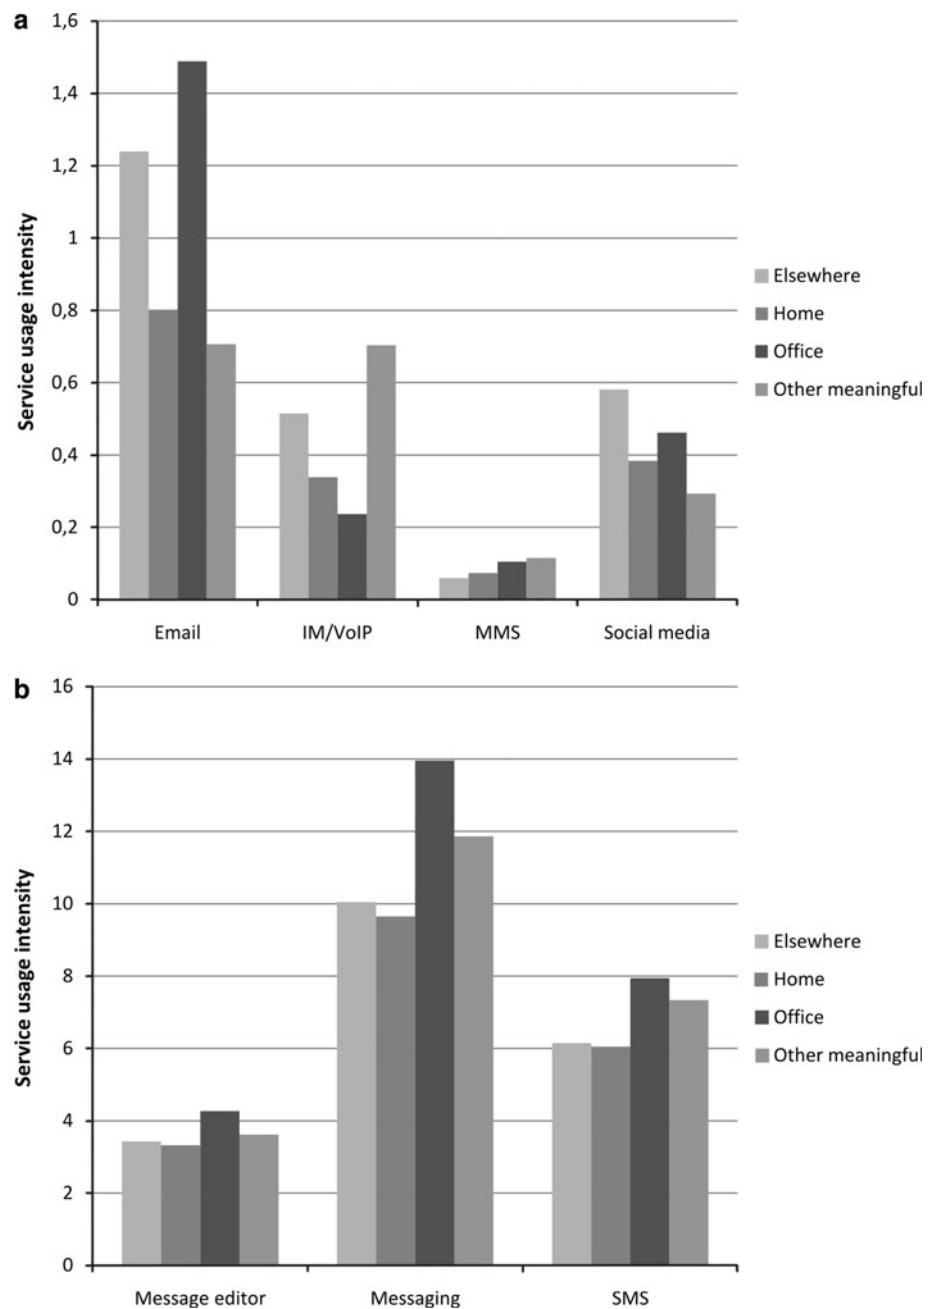 a
1,6
1,4
1,2
1
0,8
0,6
0,4
0,2
0
Service usage intensity
Email IM/VoIP MMS Social media
Elsewhere
Home
Office
Other meaningful
b
16
14
12
10
8
6
4
2
0
Service usage intensity
Message editor Messaging SMS
Elsewhere
Home
Office
Other meaningful